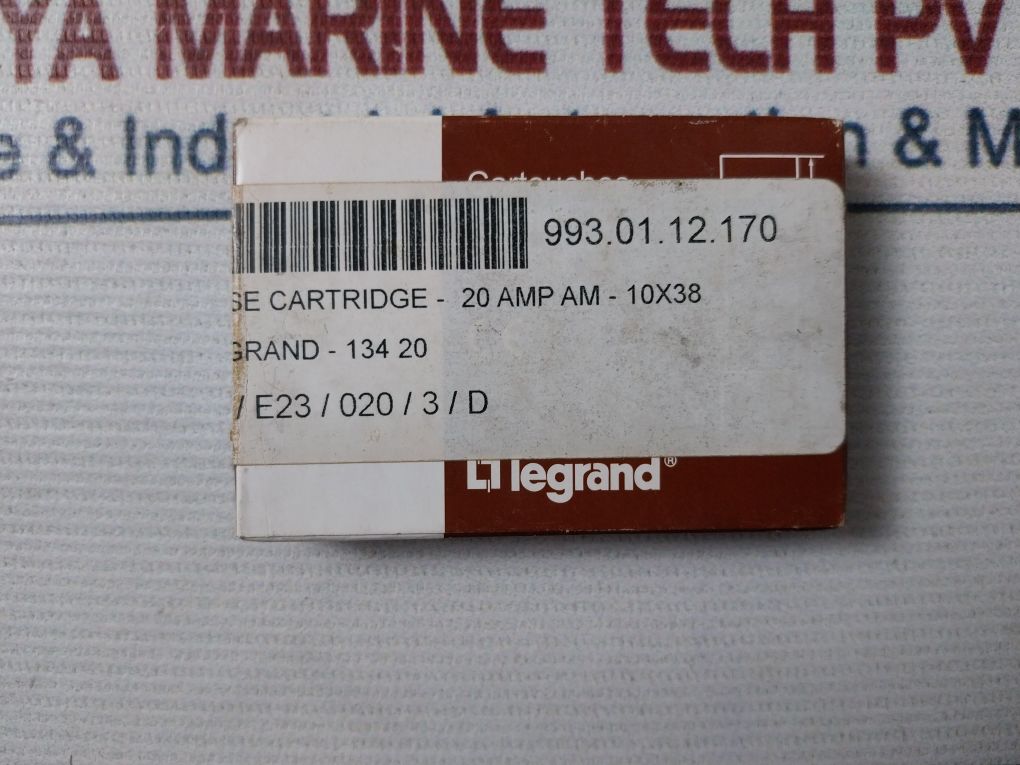 YA MARINE TECH PV
e & Ind
n & M
993.01.12.170
SE CARTRIDGE - 20 AMP AM - 10X38
GRAND - 134 20
/ E23 / 020 / 3 / D
legrand®